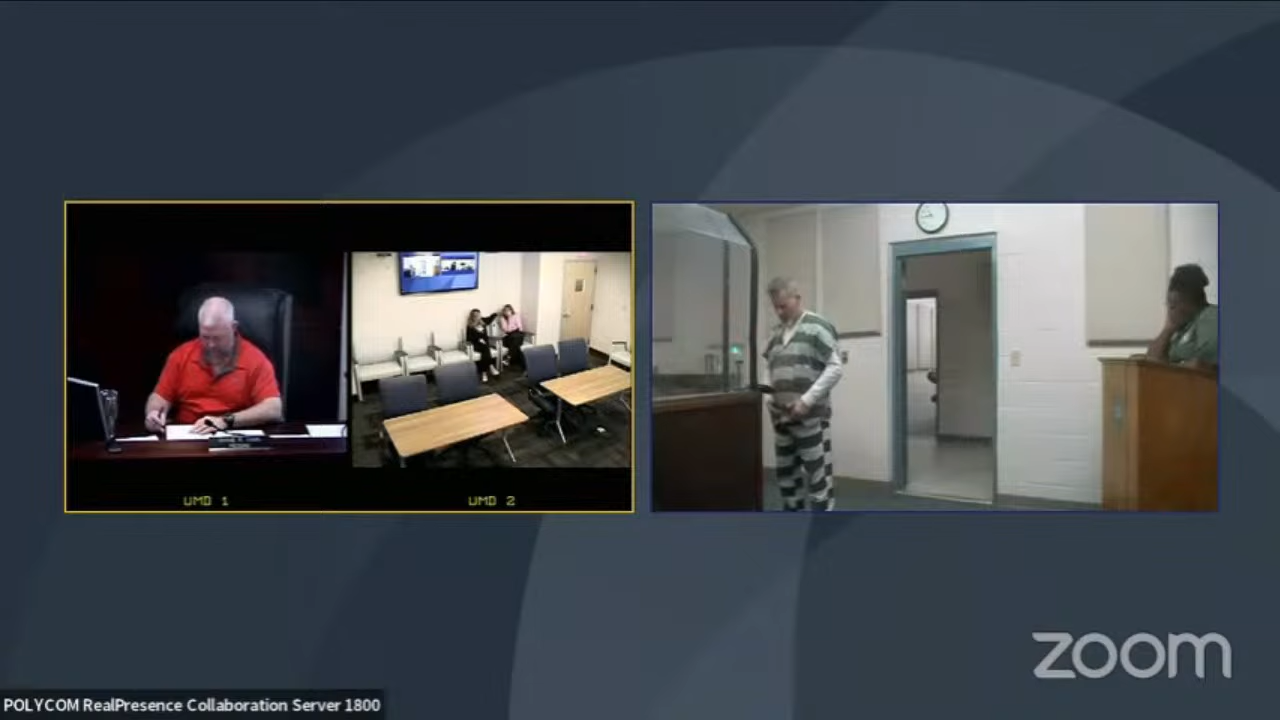 UMD 1
UMD 2
zoom
POLYCOM RealPresence Collaboration Server 1800